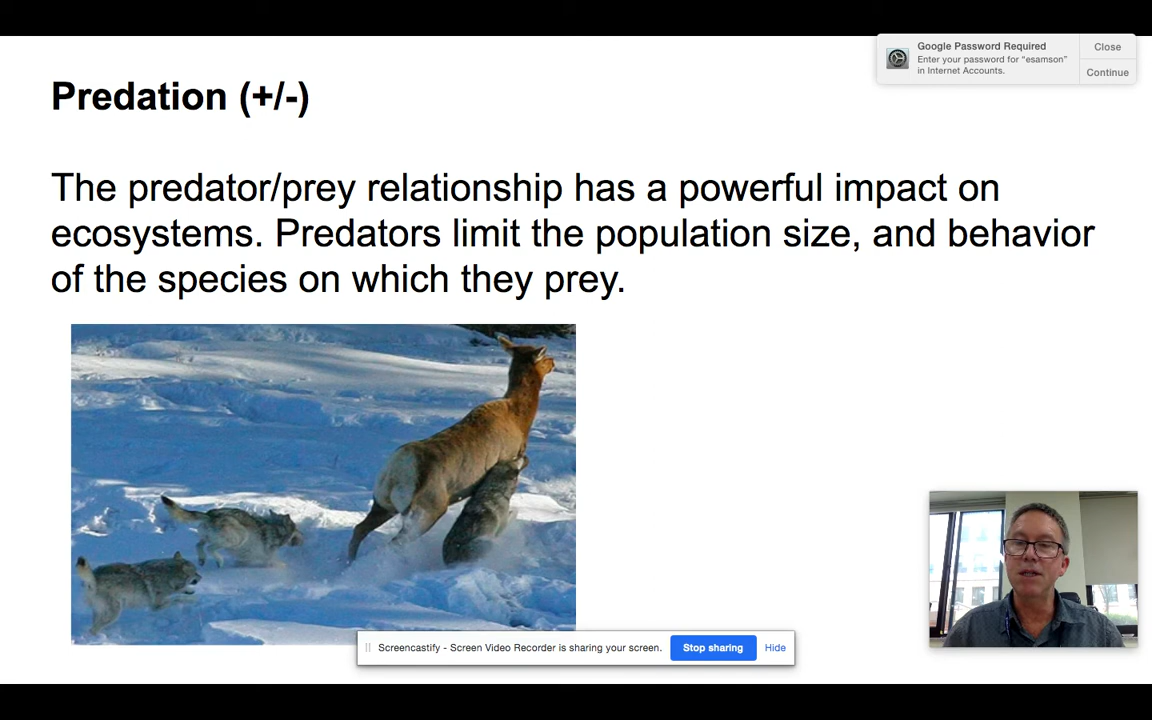 Google Password Required
Enter your password for "esamson"
in Internet Accounts.
Close
Continue
Predation (+/-)
The predator/prey relationship has a powerful impact on
ecosystems. Predators limit the population size, and behavior
of the species on which they prey.
Screencastify - Screen Video Recorder is sharing your screen.
Stop sharing
Hide